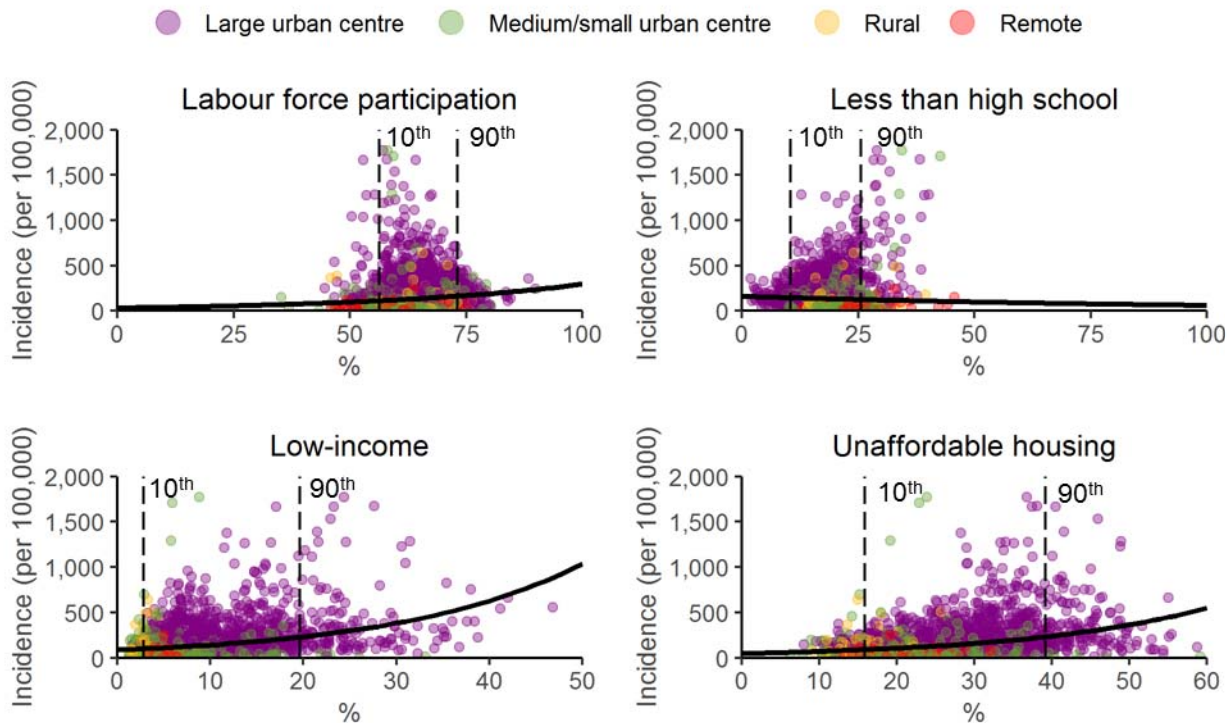 Large urban centre Medium/small urban centre Rural Remote
Labour force participation
Incidence (per 100,000)
2,000
1,500
1,000
500
0
10th 90th
0 25 50 75 100
%
Less than high school
Incidence (per 100,000)
2,000
1,500
1,000
500
0
10th 90th
0 25 50 75 100
%
Low-income
Incidence (per 100,000)
2,000
1,500
1,000
500
0
10th 90th
0 10 20 30 40 50
%
Unaffordable housing
Incidence (per 100,000)
2,000
1,500
1,000
500
0
10th 90th
0 10 20 30 40 50 60
%